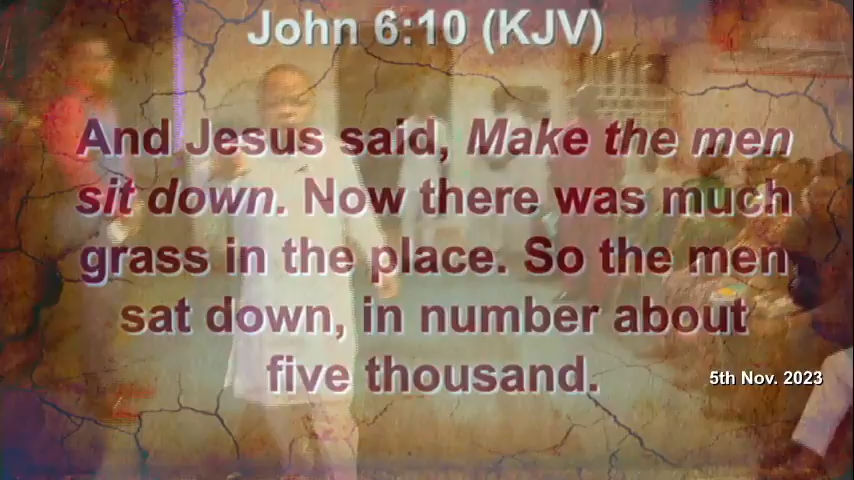 John 6:10 (KJV)
And Jesus said, Make the men
sit down. Now there was much
grass in the place. So the men
sat down, in number about
five thousand.
5th Nov. 2023